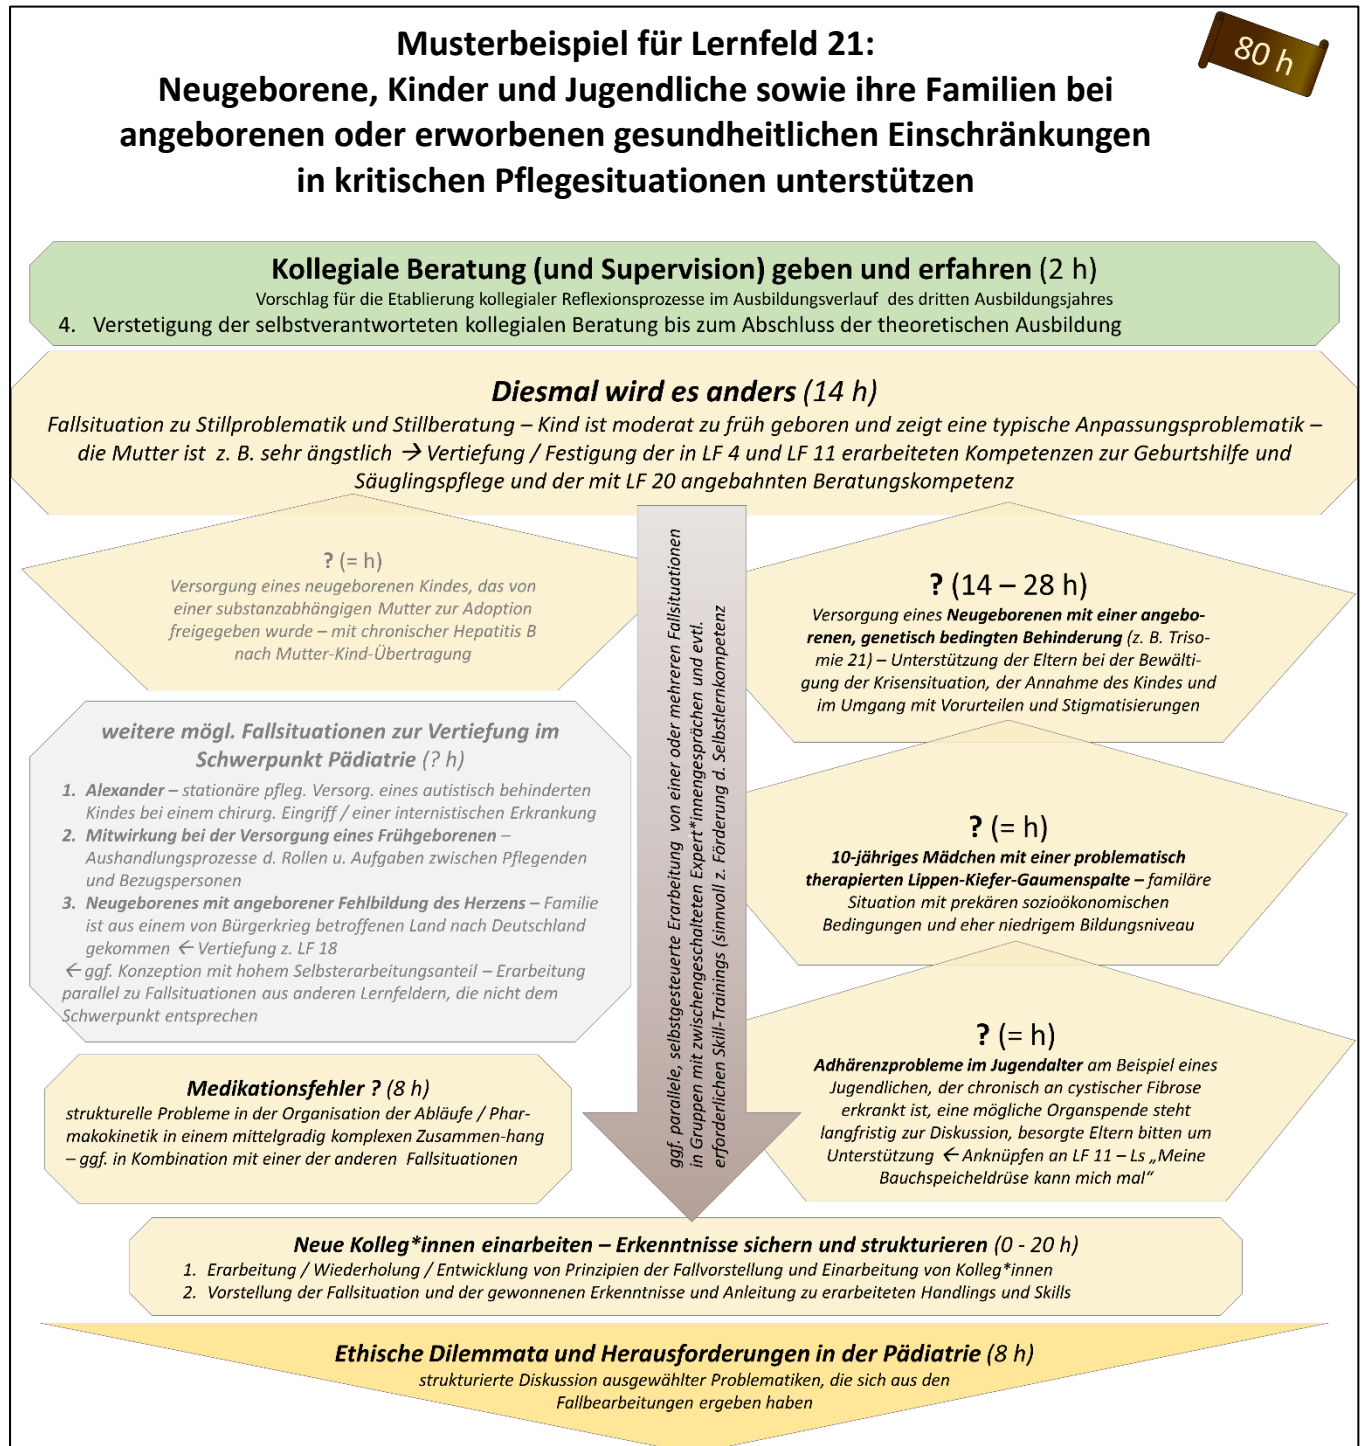 Musterbeispiel für Lernfeld 21:
Neugeborene, Kinder und Jugendliche sowie ihre Familien bei
angeborenen oder erworbenen gesundheitlichen Einschränkungen
in kritischen Pflegesituationen unterstützen
80 h
Kollegiale Beratung (und Supervision) geben und erfahren (2 h)
Vorschlag für die Etablierung kollegialer Reflexionsprozesse im Ausbildungsverlauf des dritten Ausbildungsjahres
4. Verstetigung der selbstverantworteten kollegialen Beratung bis zum Abschluss der theoretischen Ausbildung
Diesmal wird es anders (14 h)
Fallsituation zu Stillproblematik und Stillberatung – Kind ist moderat zu früh geboren und zeigt eine typische Anpassungsproblematik –
die Mutter ist z. B. sehr ängstlich → Vertiefung / Festigung der in LF 4 und LF 11 erarbeiteten Kompetenzen zur Geburtshilfe und
Säuglingspflege und der mit LF 20 angebahnten Beratungskompetenz
? (= h)
Versorgung eines neugeborenen Kindes, das von
einer substanzabhängigen Mutter zur Adoption
freigegeben wurde – mit chronischer Hepatitis B
nach Mutter-Kind-Übertragung
weitere mögl. Fallsituationen zur Vertiefung im
Schwerpunkt Pädiatrie (? h)
1. Alexander – stationäre pfleg. Versorg. eines autistisch behinderten
Kindes bei einem chirurg. Eingriff / einer internistischen Erkrankung
2. Mitwirkung bei der Versorgung eines Frühgeborenen –
Aushandlungsprozesse d. Rollen u. Aufgaben zwischen Pflegenden
und Bezugspersonen
3. Neugeborenes mit angeborener Fehlbildung des Herzens – Familie
ist aus einem von Bürgerkrieg betroffenen Land nach Deutschland
gekommen ← Vertiefung z. LF 18
← ggf. Konzeption mit hohem Selbsterarbeitungsanteil – Erarbeitung
parallel zu Fallsituationen aus anderen Lernfeldern, die nicht dem
Schwerpunkt entsprechen
Medikationsfehler ? (8 h)
strukturelle Probleme in der Organisation der Abläufe / Phar-
makokinetik in einem mittelgradig komplexen Zusammen-hang
– ggf. in Kombination mit einer der anderen Fallsituationen
ggf. parallele, selbstgesteuerte Erarbeitung von einer oder mehreren Fallsituationen
in Gruppen mit zwischengeschalteten Expert*innengesprächen und evtl.
erforderlichen Skill-Trainings (sinnvoll z. Förderung d. Selbstlernkompetenz
? (14 – 28 h)
Versorgung eines Neugeborenen mit einer angebo-
renen, genetisch bedingten Behinderung (z. B. Triso-
mie 21) – Unterstützung der Eltern bei der Bewälti-
gung der Krisensituation, der Annahme des Kindes und
im Umgang mit Vorurteilen und Stigmatisierungen
? (= h)
10-jähriges Mädchen mit einer problematisch
therapierten Lippen-Kiefer-Gaumenspalte – familäre
Situation mit prekären sozioökonomischen
Bedingungen und eher niedrigem Bildungsniveau
? (= h)
Adhärenzprobleme im Jugendalter am Beispiel eines
Jugendlichen, der chronisch an cystischer Fibrose
erkrankt ist, eine mögliche Organspende steht
langfristig zur Diskussion, besorgte Eltern bitten um
Unterstützung ← Anknüpfen an LF 11 – Ls „Meine
Bauchspeicheldrüse kann mich mal“
Neue Kolleg*innen einarbeiten – Erkenntnisse sichern und strukturieren (0 - 20 h)
1. Erarbeitung / Wiederholung / Entwicklung von Prinzipien der Fallvorstellung und Einarbeitung von Kolleg*innen
2. Vorstellung der Fallsituation und der gewonnenen Erkenntnisse und Anleitung zu erarbeiteten Handlings und Skills
Ethische Dilemmata und Herausforderungen in der Pädiatrie (8 h)
strukturierte Diskussion ausgewählter Problematiken, die sich aus den
Fallbearbeitungen ergeben haben